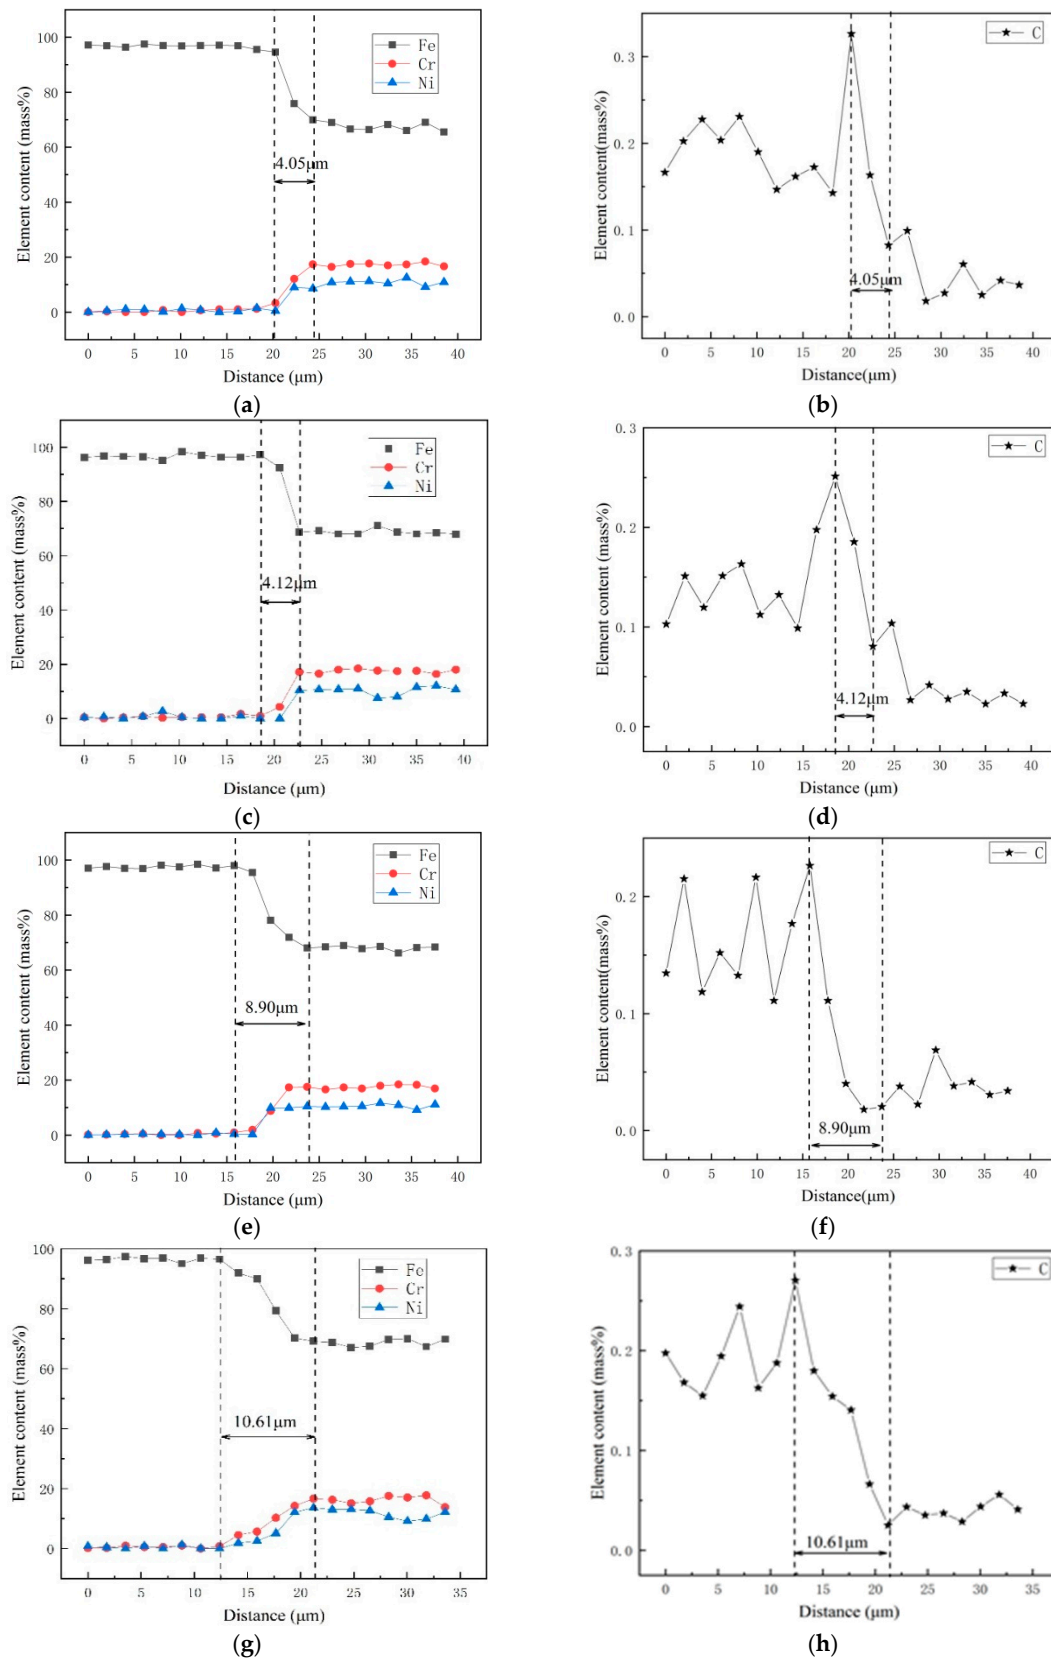 100
80
60
40
20
0
Element content (mass%)
Fe
Cr
Ni
4.05μm
0 5 10 15 20 25 30 35 40
Distance (μm)
(a)
0.3
0.2
0.1
0.0
Element content(mass%)
C
4.05μm
0 5 10 15 20 25 30 35 40
Distance(μm)
(b)
100
80
60
40
20
0
Element content (mass%)
Fe
Cr
Ni
4.12μm
0 5 10 15 20 25 30 35 40
Distance (μm)
(c)
0.3
0.2
0.1
0.0
Element content (mass%)
C
4.12μm
0 5 10 15 20 25 30 35 40
Distance (μm)
(d)
100
80
60
40
20
0
Element content (mass%)
Fe
Cr
Ni
8.90μm
0 5 10 15 20 25 30 35 40
Distance (μm)
(e)
0.2
0.1
0.0
Element content(mass%)
C
8.90μm
0 5 10 15 20 25 30 35 40
Distance(μm)
(f)
100
80
60
40
20
0
Element content (mass%)
Fe
Cr
Ni
10.61μm
0 5 10 15 20 25 30 35
Distance (μm)
(g)
0.3
0.2
0.1
0.0
Element content (mass%)
C
10.61μm
0 5 10 15 20 25 30 35
Distance (μm)
(h)